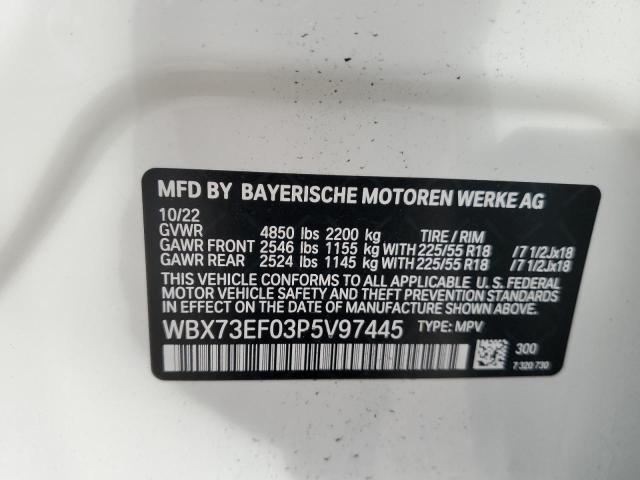 MFD BY BAYERISCHE MOTOREN WERKE AG
10/22
GVWR 4850 lbs 2200 kg TIRE / RIM
GAWR FRONT 2546 lbs 1155 kg WITH 225/55 R18 /7 1/2Jx18
GAWR REAR 2524 lbs 1145 kg WITH 225/55 R18 /7 1/2Jx18
THIS VEHICLE CONFORMS TO ALL APPLICABLE U. S. FEDERAL
MOTOR VEHICLE SAFETY AND THEFT PREVENTION STANDARDS
IN EFFECT ON THE DATE OF MANUFACTURE SHOWN ABOVE.
WBX73EF03P5V97445 TYPE: MPV
300
7 320 730